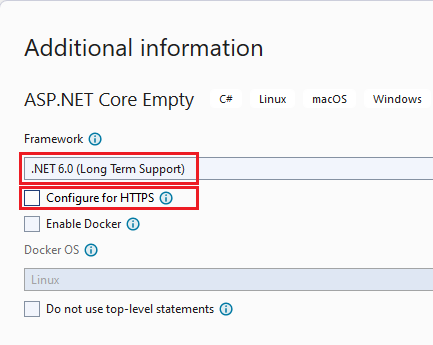 Additional information
ASP.NET Core Empty C# Linux macOS Windows
Framework
.NET 6.0 (Long Term Support)
Configure for HTTPS
Enable Docker
Docker OS
Linux
Do not use top-level statements